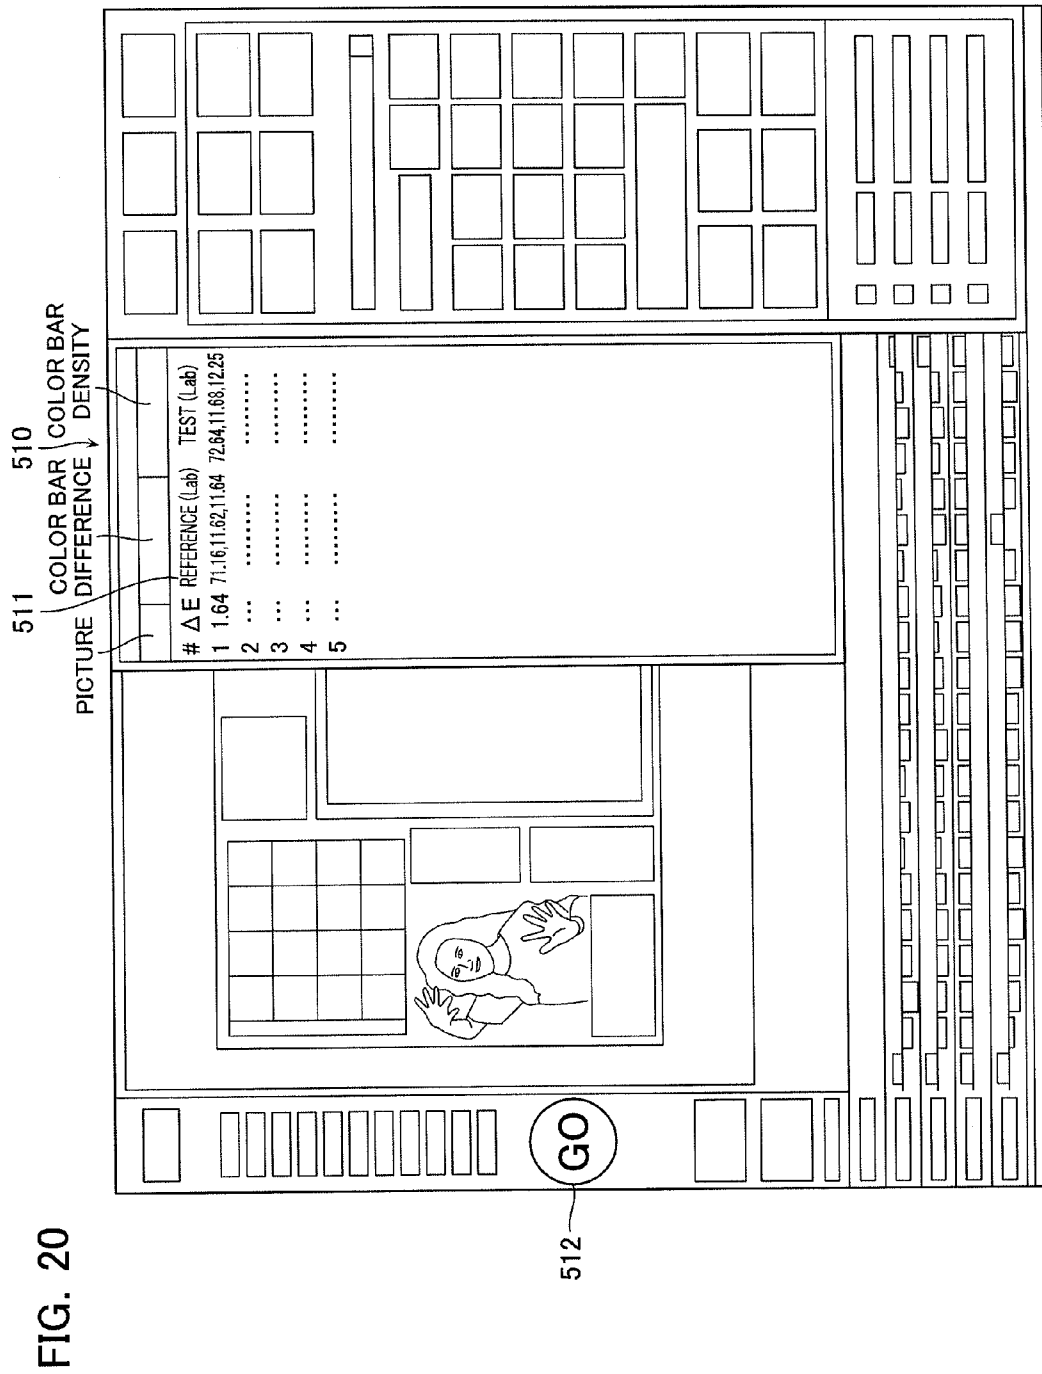 FIG. 20
510
511
PICTURE
COLOR BAR
DIFFERENCE
COLOR BAR
DENSITY
# ΔE REFERENCE (Lab) TEST (Lab)
1 1.64 71.16,11.62,11.64 72.64,11.68,12.25
2 ... .......... ..........
3 ... .......... ..........
4 ... .......... ..........
5 ... .......... ..........
GO
512